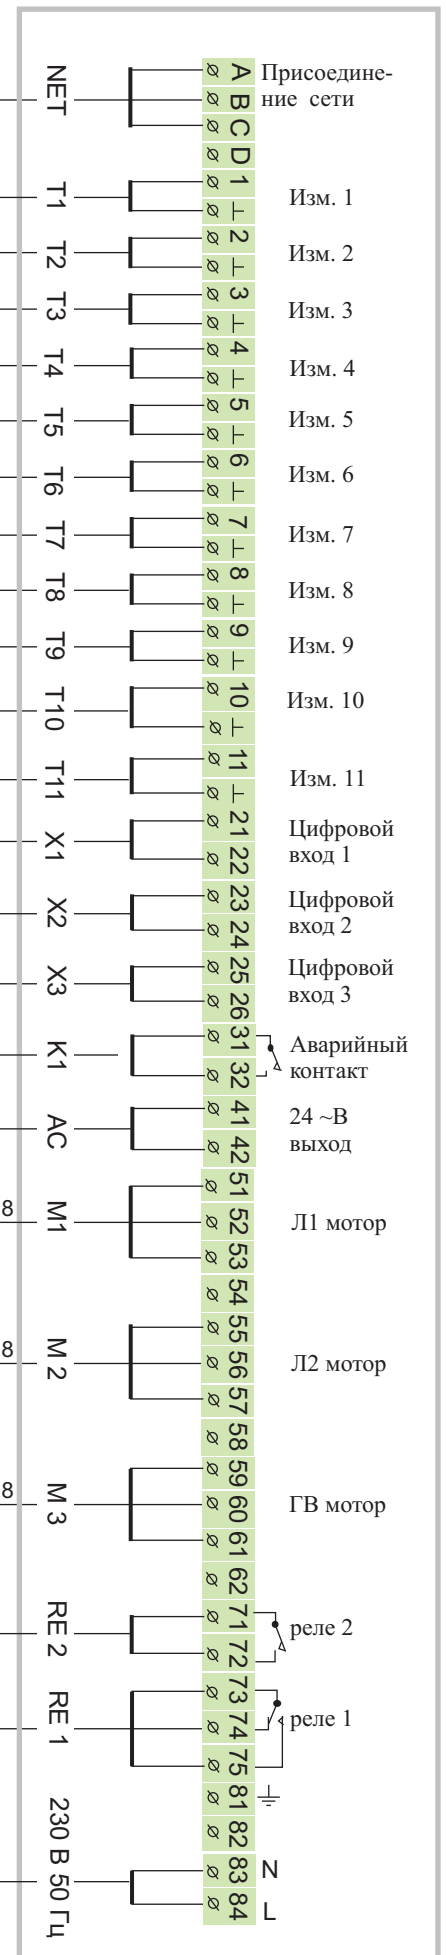 NET
A Присоедине-
B ние сети
C
D
T1
1
⊥
Изм. 1
T2
2
⊥
Изм. 2
T3
3
⊥
Изм. 3
T4
4
⊥
Изм. 4
T5
5
⊥
Изм. 5
T6
6
⊥
Изм. 6
T7
7
⊥
Изм. 7
T8
8
⊥
Изм. 8
T9
9
⊥
Изм. 9
T10
10
⊥
Изм. 10
T11
11
⊥
Изм. 11
X1
21
22
Цифровой
вход 1
X2
23
24
Цифровой
вход 2
X3
25
26
Цифровой
вход 3
K1
31
32
Аварийный
контакт
AC
41
42
24 ~В
выход
8
M1
51
52
53
Л1 мотор
54
8
M 2
55
56
57
Л2 мотор
58
8
M 3
59
60
61
ГВ мотор
62
RE 2
71
72
реле 2
RE 1
73
74
75
реле 1
81
82
230 В 50 Гц
83 N
84 L